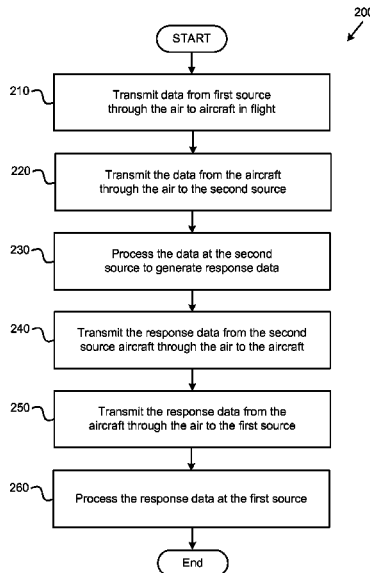 200
START
210
Transmit data from first source
through the air to aircraft in flight
220
Transmit the data from the aircraft
through the air to the second source
230
Process the data at the second
source to generate response data
240
Transmit the response data from the second
source aircraft through the air to the aircraft
250
Transmit the response data from the
aircraft through the air to the first source
260
Process the response data at the first source
End